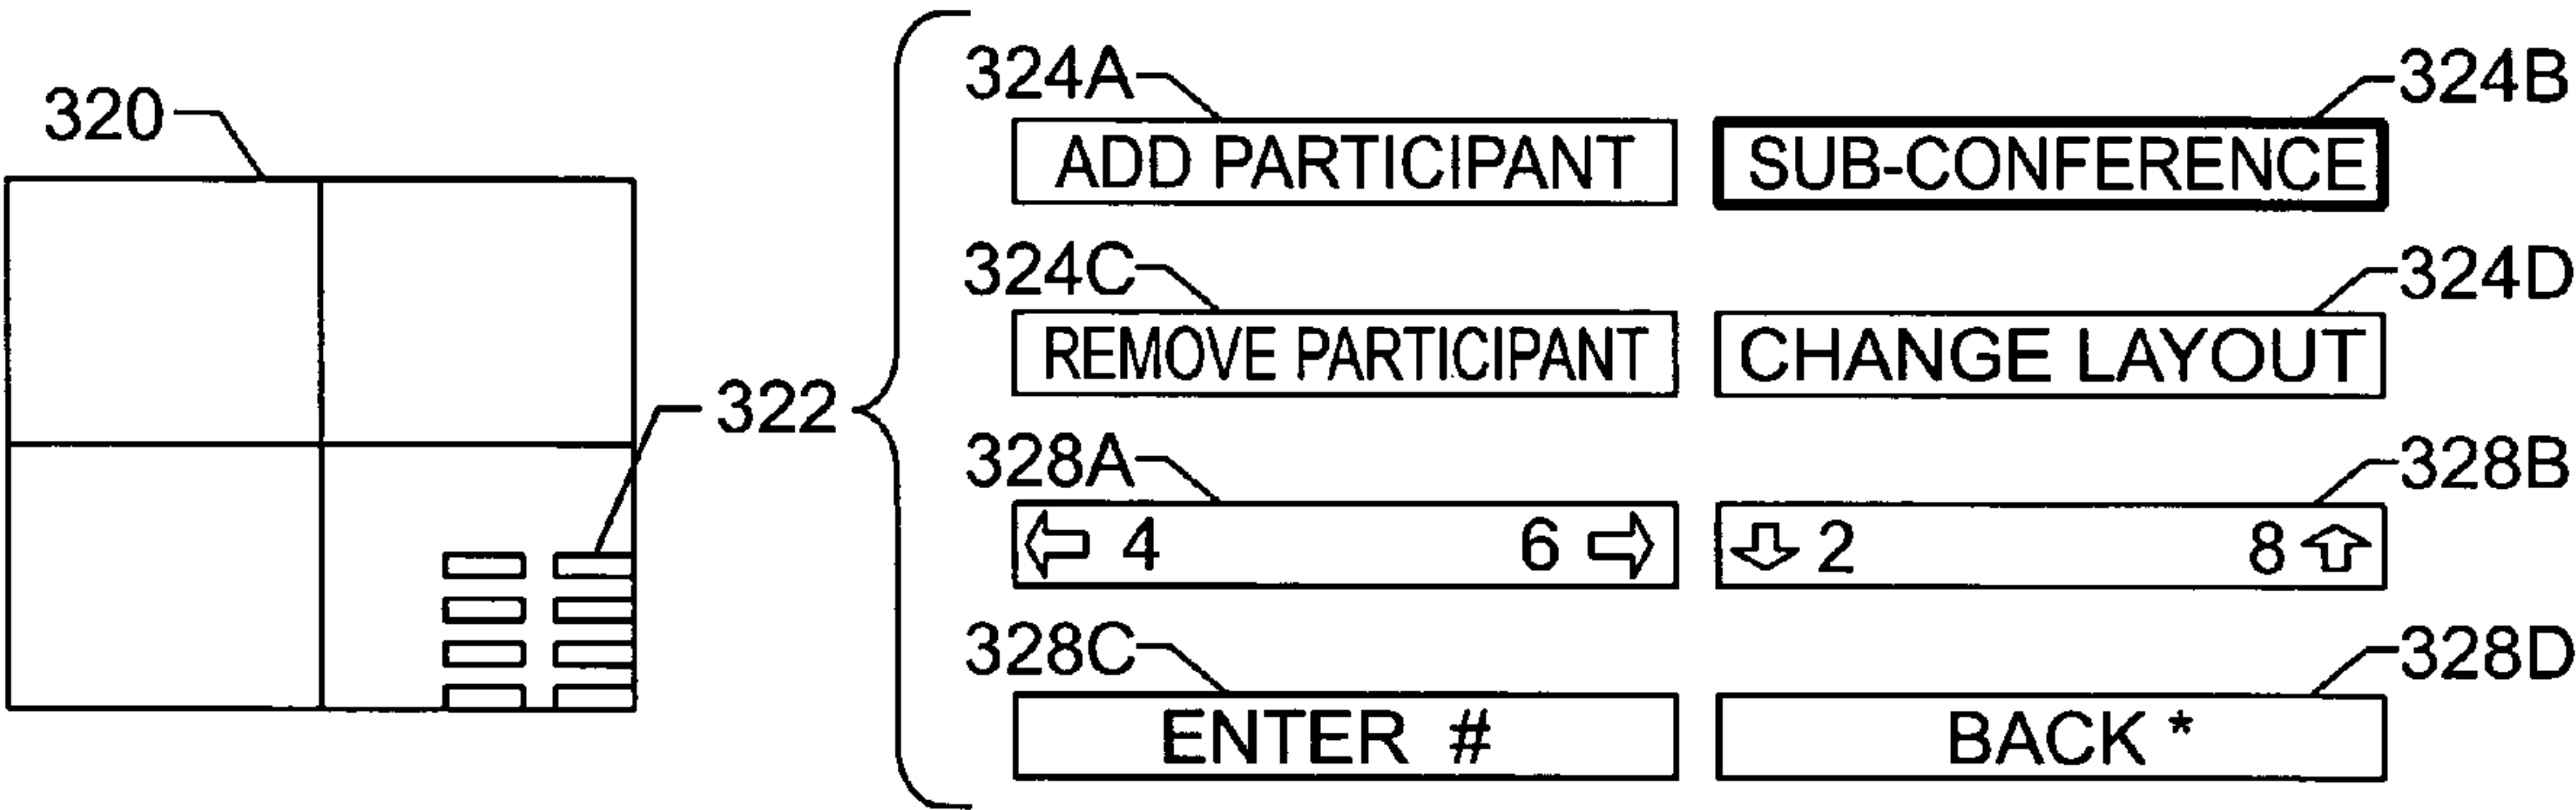 320
322
324A
324B
ADD PARTICIPANT
SUB-CONFERENCE
324C
324D
REMOVE PARTICIPANT
CHANGE LAYOUT
328A
328B
4 6
2 8
328C
328D
ENTER #
BACK *